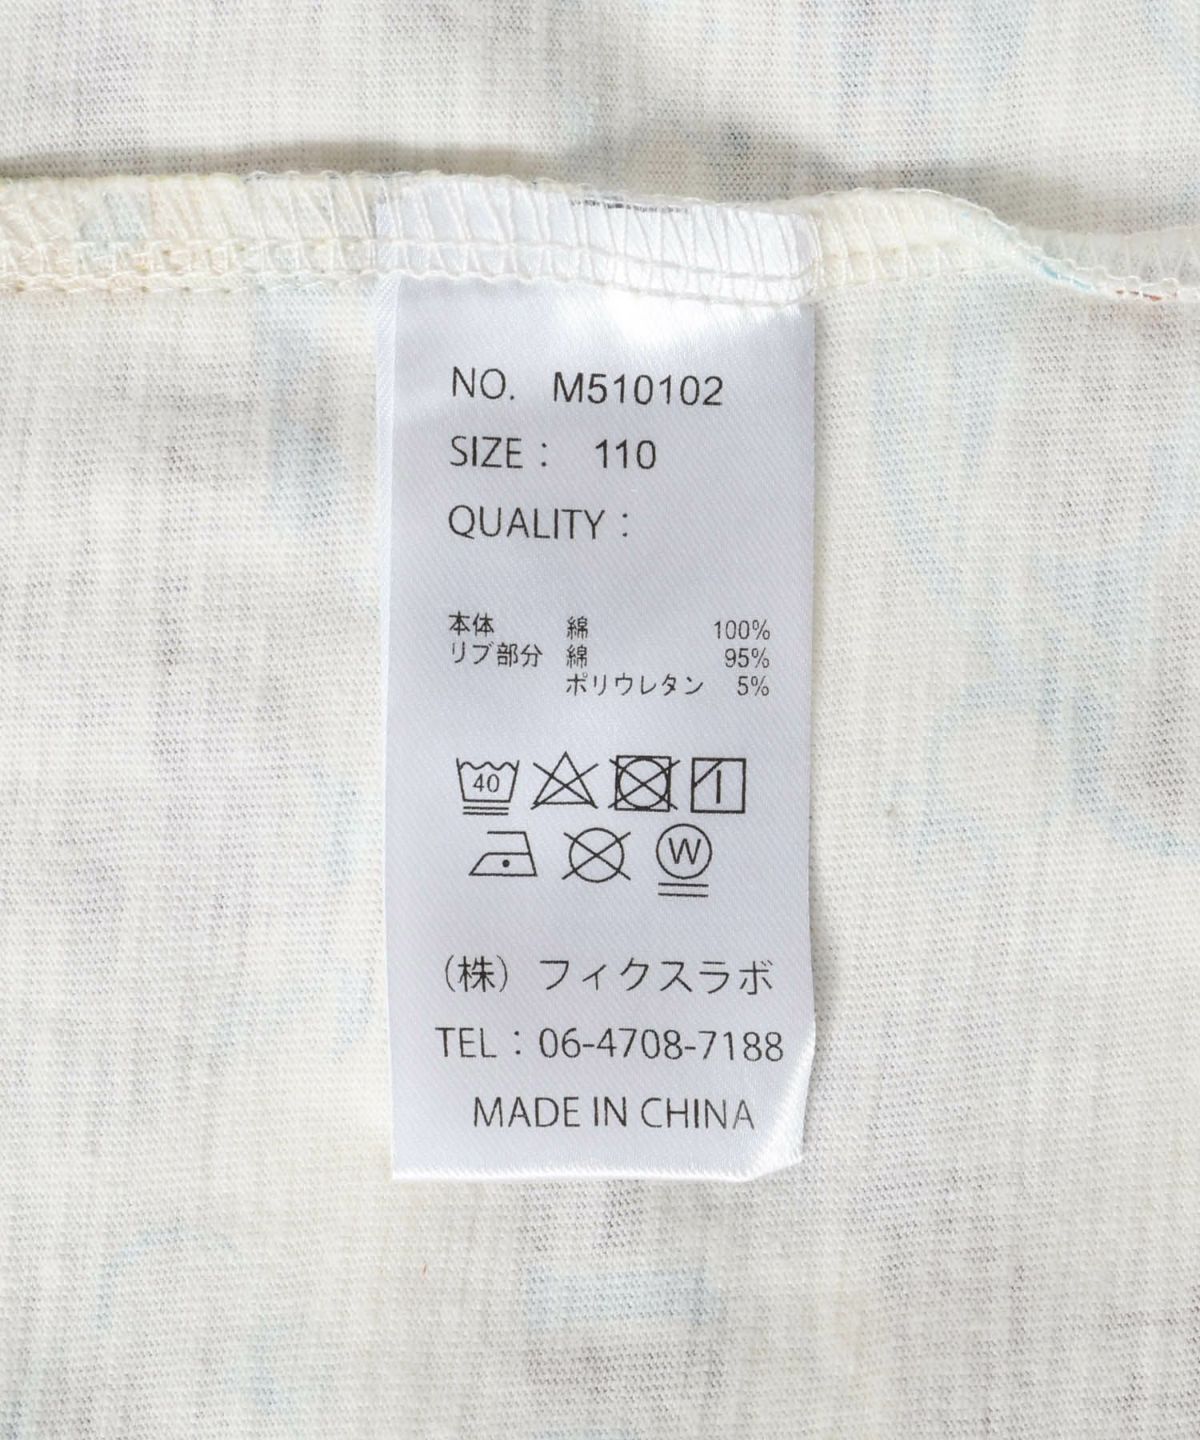 NO. M510102
SIZE： 110
QUALITY：
本体 綿 100%
リブ部分 綿 95%
ポリウレタン 5%
40
W
（株）フィクスラボ
TEL：06-4708-7188
MADE IN CHINA